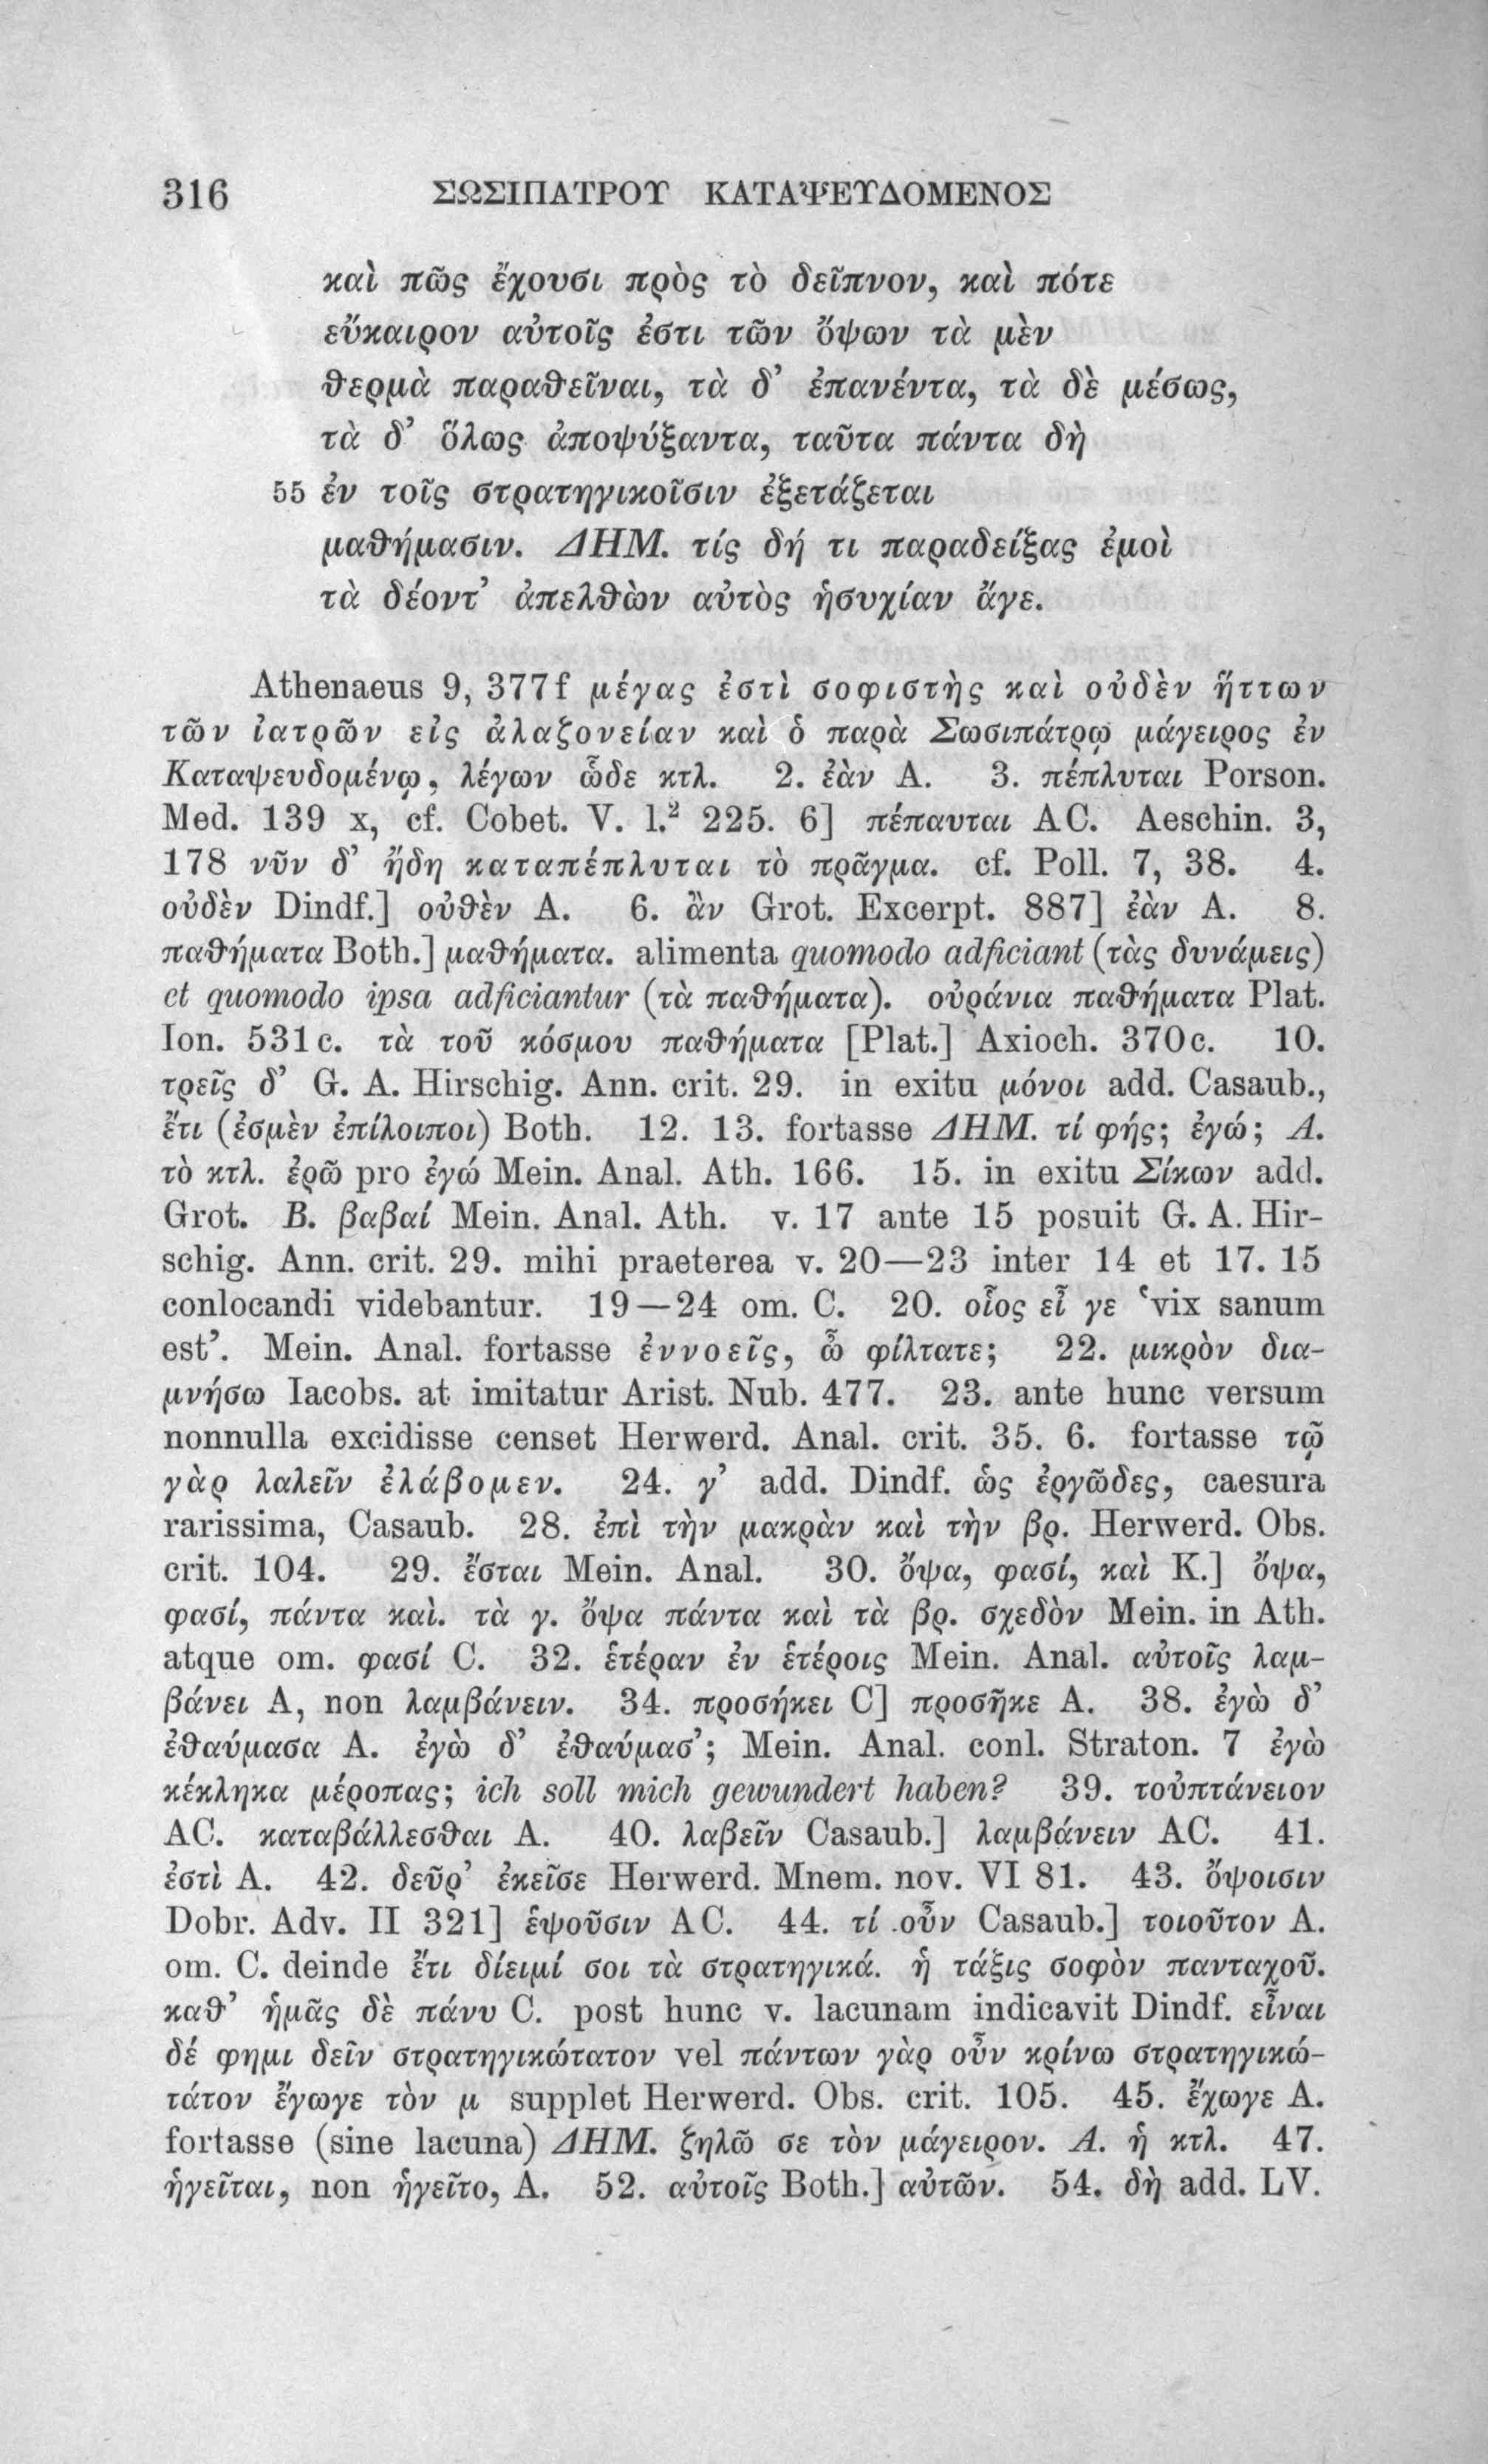 316 ΣΩΣΙΠΑΤΡΟΥ ΚΑΤΑΨΕΥΔΟΜΕΝΟΣ
καὶ πῶς ἔχουσι πρὸς τὸ δεῖπνον, καὶ πότε
εὔκαιρον αὐτοῖς ἐστι τῶν ὄψων τὰ μὲν
θερμὰ παραθεῖναι, τὰ δ’ ἐπανέντα, τὰ δὲ μέσως,
τὰ δ’ ὅλως ἀποψύξαντα, ταῦτα πάντα δὴ
55 ἐν τοῖς στρατηγικοῖσιν ἐξετάζεται
μαθήμασιν. ΔΗΜ. τίς δή τι παραδείξας ἐμοὶ
τὰ δέοντ’ ἀπελθὼν αὐτὸς ἡσυχίαν ἄγε.
Athenaeus 9, 377f μέγας ἐστὶ σοφιστὴς καὶ οὐδὲν ἥττων
τῶν ἰατρῶν εἰς ἀλαζονείαν καὶ ὁ παρὰ Σωσιπάτρῳ μάγειρος ἐν
Καταψευδομένῳ, λέγων ὧδε κτλ. 2. ἐὰν A. 3. πέπλυται Porson.
Med. 139 x, cf. Cobet. V. l.² 225. 6] πέπαυται AC. Aeschin. 3,
178 νῦν δ’ ἤδη καταπέπλυται τὸ πρᾶγμα. cf. Poll. 7, 38. 4.
οὐδὲν Dindf.] οὐθὲν A. 6. ἂν Grot. Excerpt. 887] ἐὰν A. 8.
παθήματα Both.] μαθήματα. alimenta quomodo adficiant (τὰς δυνάμεις)
et quomodo ipsa adficiantur (τὰ παθήματα). οὐράνια παθήματα Plat.
Ion. 531c. τὰ τοῦ κόσμου παθήματα [Plat.] Axioch. 370c. 10.
τρεῖς δ’ G. A. Hirschig. Ann. crit. 29. in exitu μόνοι add. Casaub.,
ἔτι (ἐσμὲν ἐπίλοιποι) Both. 12. 13. fortasse ΔΗΜ. τί φής; ἐγώ; Α.
τὸ κτλ. ἐρῶ pro ἐγώ Mein. Anal. Ath. 166. 15. in exitu Σίκων add.
Grot. Β. βαβαί Mein. Anal. Ath. v. 17 ante 15 posuit G. A. Hir-
schig. Ann. crit. 29. mihi praeterea v. 20—23 inter 14 et 17. 15
conlocandi videbantur. 19—24 om. C. 20. οἷος εἶ γε ‘vix sanum
est’. Mein. Anal. fortasse ἐννοεῖς, ὦ φίλτατε; 22. μικρὸν δια-
μνήσω Iacobs. at imitatur Arist. Nub. 477. 23. ante hunc versum
nonnulla excidisse censet Herwerd. Anal. crit. 35. 6. fortasse τῷ
γὰρ λαλεῖν ἐλάβομεν. 24. γ’ add. Dindf. ὡς ἐργῶδες, caesura
rarissima, Casaub. 28. ἐπὶ τὴν μακρὰν καὶ τὴν βρ. Herwerd. Obs.
crit. 104. 29. ἔσται Mein. Anal. 30. ὄψα, φασί, καὶ K.] ὄψα,
φασί, πάντα καὶ. τὰ γ. ὄψα πάντα καὶ τὰ βρ. σχεδὸν Mein. in Ath.
atque om. φασί C. 32. ἑτέραν ἐν ἑτέροις Mein. Anal. αὐτοῖς λαμ-
βάνει A, non λαμβάνειν. 34. προσήκει C] προσῆκε A. 38. ἐγὼ δ’
ἐθαύμασα A. ἐγὼ δ’ ἐθαύμασ’; Mein. Anal. conl. Straton. 7 ἐγὼ
κέκληκα μέροπας; ich soll mich gewundert haben? 39. τοὐπτάνειον
AC. καταβάλλεσθαι A. 40. λαβεῖν Casaub.] λαμβάνειν AC. 41.
ἐστὶ A. 42. δεῦρ’ ἐκεῖσε Herwerd. Mnem. nov. VI 81. 43. ὄψοισιν
Dobr. Adv. II 321] ἑψοῦσιν AC. 44. τί οὖν Casaub.] τοιοῦτον A.
om. C. deinde ἔτι δίειμί σοι τὰ στρατηγικά. ἡ τάξις σοφὸν πανταχοῦ.
καθ’ ἡμᾶς δὲ πάνυ C. post hunc v. lacunam indicavit Dindf. εἶναι
δέ φημι δεῖν στρατηγικώτατον vel πάντων γὰρ οὖν κρίνω στρατηγικώ-
τάτον ἔγωγε τὸν μ supplet Herwerd. Obs. crit. 105. 45. ἔχωγε A.
fortasse (sine lacuna) ΔΗΜ. ζηλῶ σε τὸν μάγειρον. Α. ἡ κτλ. 47.
ἡγεῖται, non ἡγεῖτο, A. 52. αὐτοῖς Both.] αὐτῶν. 54. δὴ add. LV.